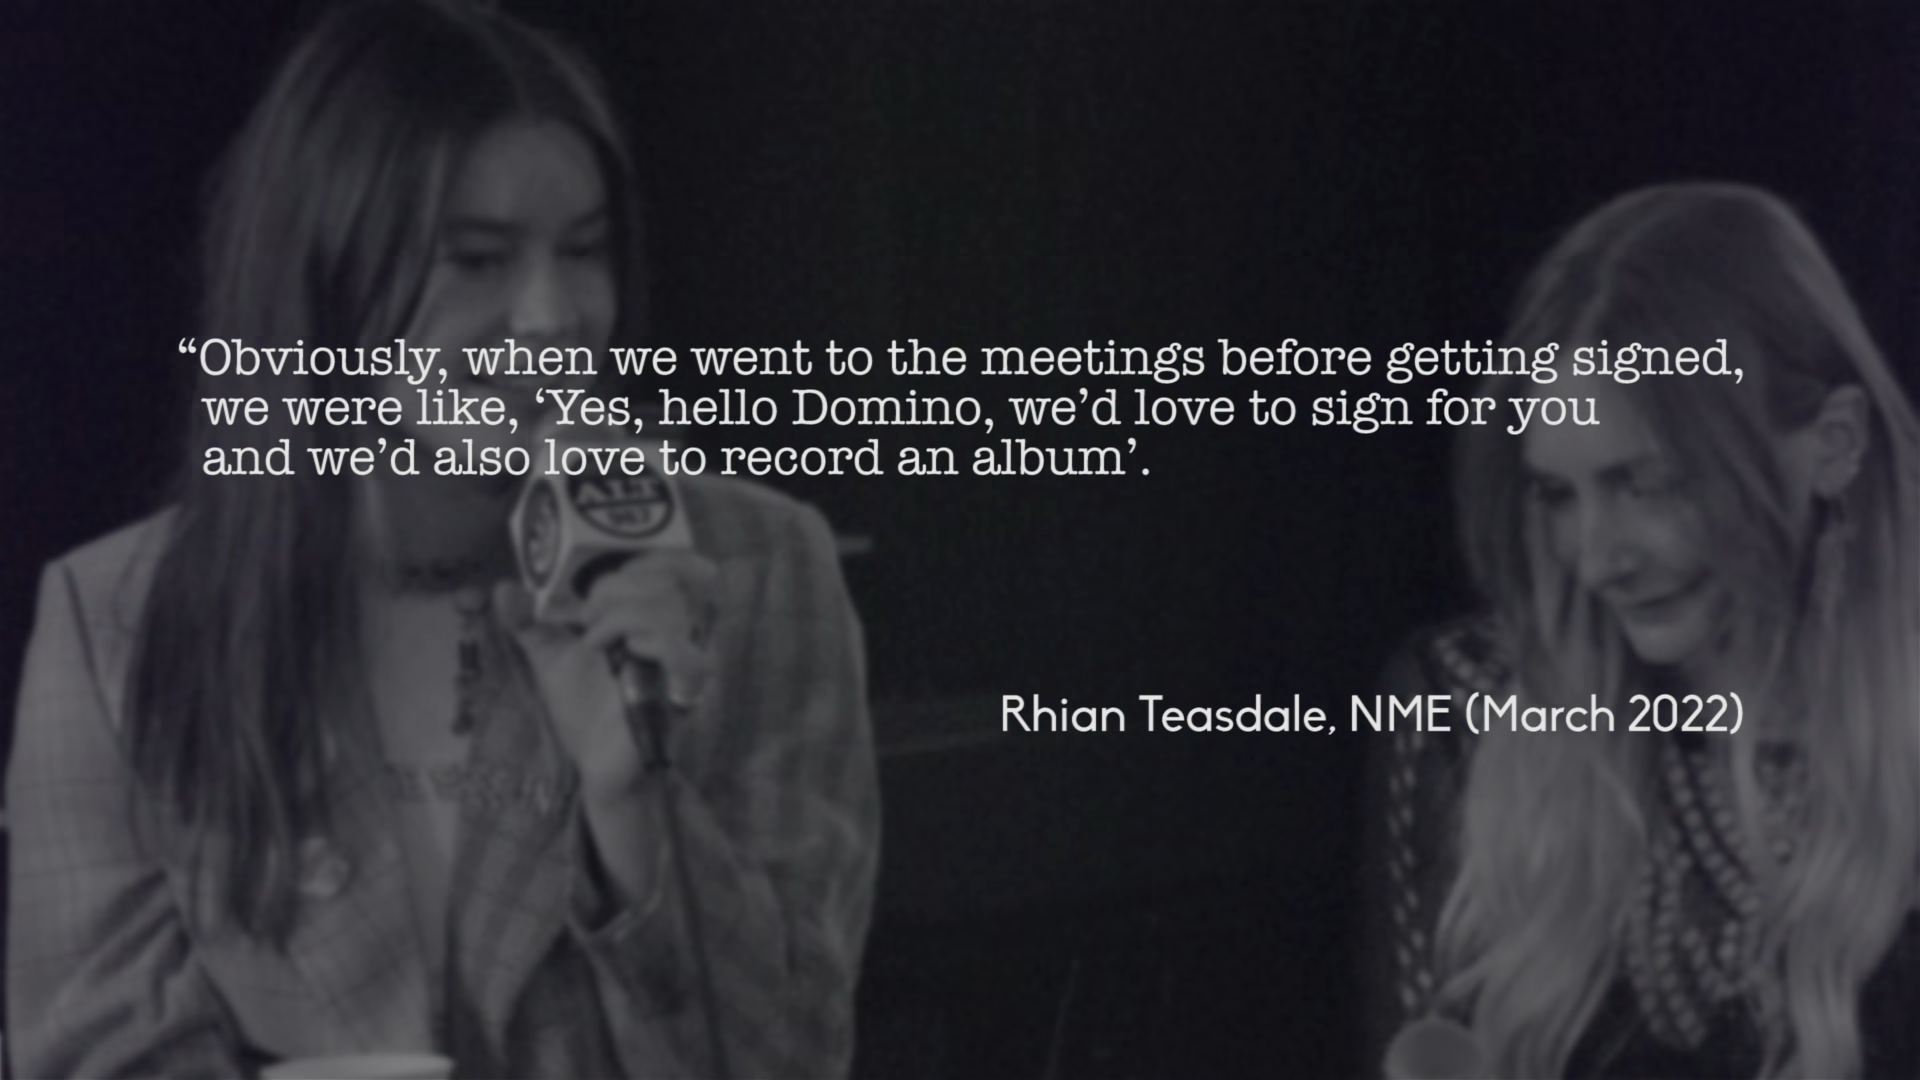 “Obviously, when we went to the meetings before getting signed,
we were like, ‘Yes, hello Domino, we’d love to sign for you
and we’d also love to record an album’.
ALT
Rhian Teasdale, NME (March 2022)